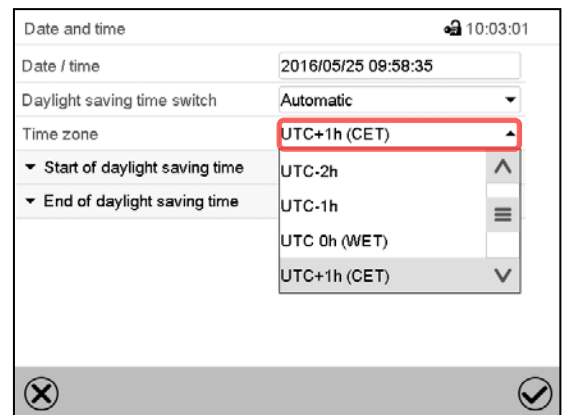 Date and time 10:03:01
Date / time 2016/05/25 09:58:35
Daylight saving time switch Automatic
Time zone UTC+1h (CET)
Start of daylight saving time UTC-2h
End of daylight saving time UTC-1h
UTC 0h (WET)
UTC+1h (CET)